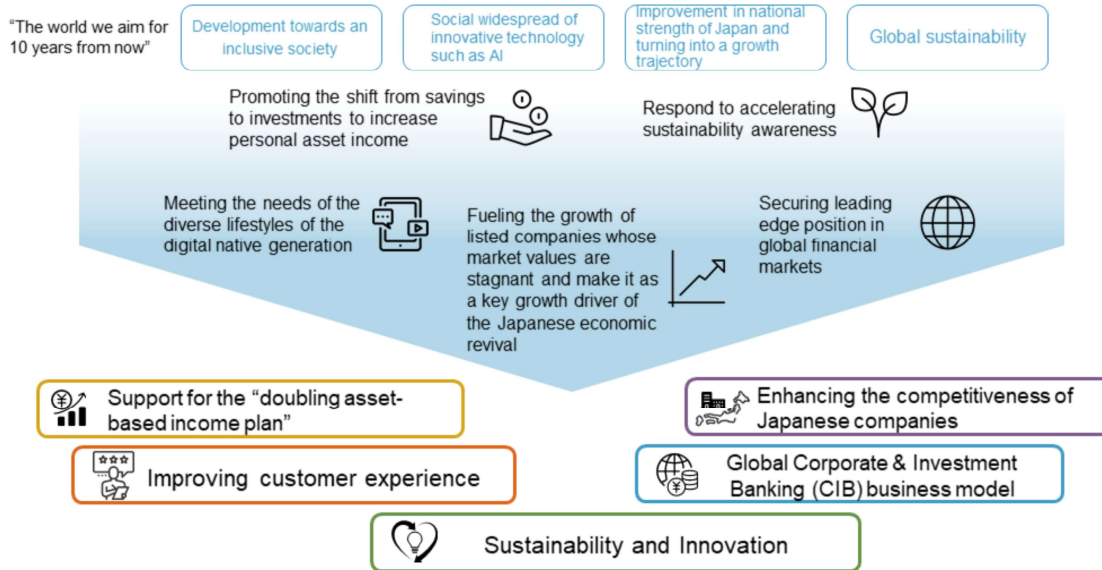 “The world we aim for
10 years from now”
Development towards an
inclusive society
Social widespread of
innovative technology
such as AI
Improvement in national
strength of Japan and
turning into a growth
trajectory
Global sustainability
Promoting the shift from savings
to investments to increase
personal asset income
Respond to accelerating
sustainability awareness
Meeting the needs of the
diverse lifestyles of the
digital native generation
Fueling the growth of
listed companies whose
market values are
stagnant and make it as
a key growth driver of
the Japanese economic
revival
Securing leading
edge position in
global financial
markets
Support for the “doubling asset-
based income plan”
Enhancing the competitiveness of
Japanese companies
Improving customer experience
Global Corporate & Investment
Banking (CIB) business model
Sustainability and Innovation